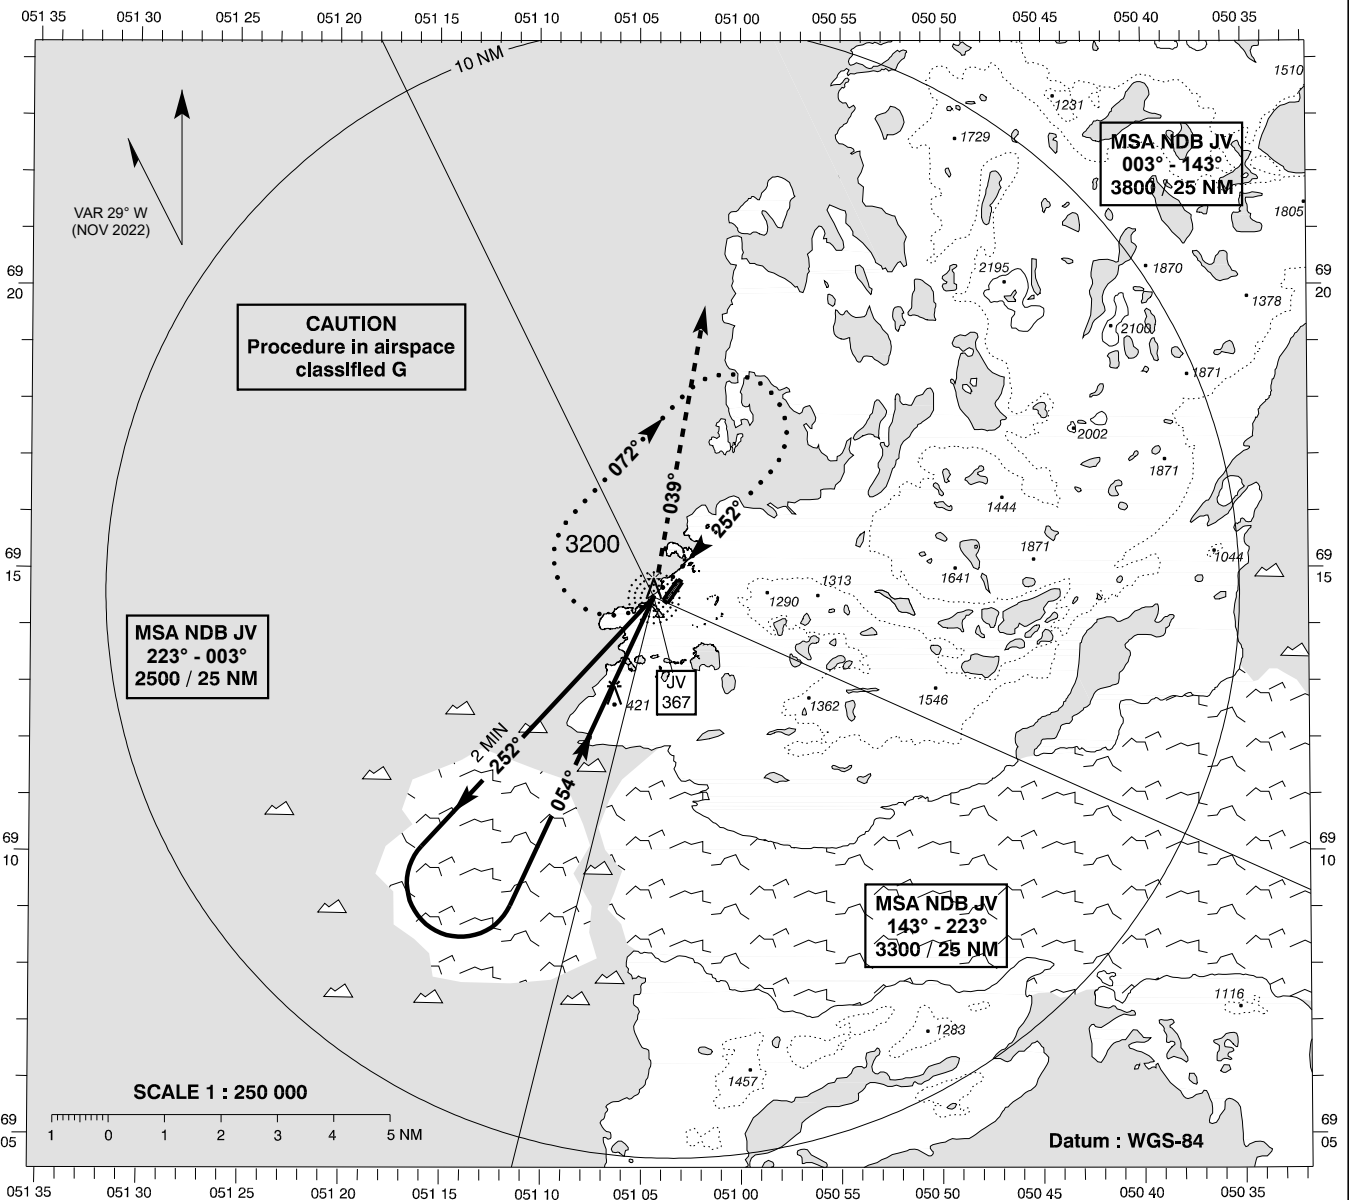 051 35 051 30 051 25 051 20 051 15 051 10 051 05 051 00 050 55 050 50 050 45 050 40 050 35
10 NM
1510
1231
1729
MSA NDB JV
003° - 143°
3800 / 25 NM
VAR 29° W
(NOV 2022)
1805
69
20
2195
1870
69
20
1378
CAUTION
Procedure in airspace
classIfIed G
2100
1871
072°
2002
1871
039°
252°
1444
3200
69
15
1871
1044
69
15
1641
1313
1290
MSA NDB JV
223° - 003°
2500 / 25 NM
JV
367
421
1362
1546
2 MIN
252°
054°
69
10
69
10
MSA NDB JV
143° - 223°
3300 / 25 NM
1116
1283
1457
SCALE 1 : 250 000
1 0 1 2 3 4 5 NM
69
05
Datum : WGS-84
69
05
051 35 051 30 051 25 051 20 051 15 051 10 051 05 051 00 050 55 050 50 050 45 050 40 050 35